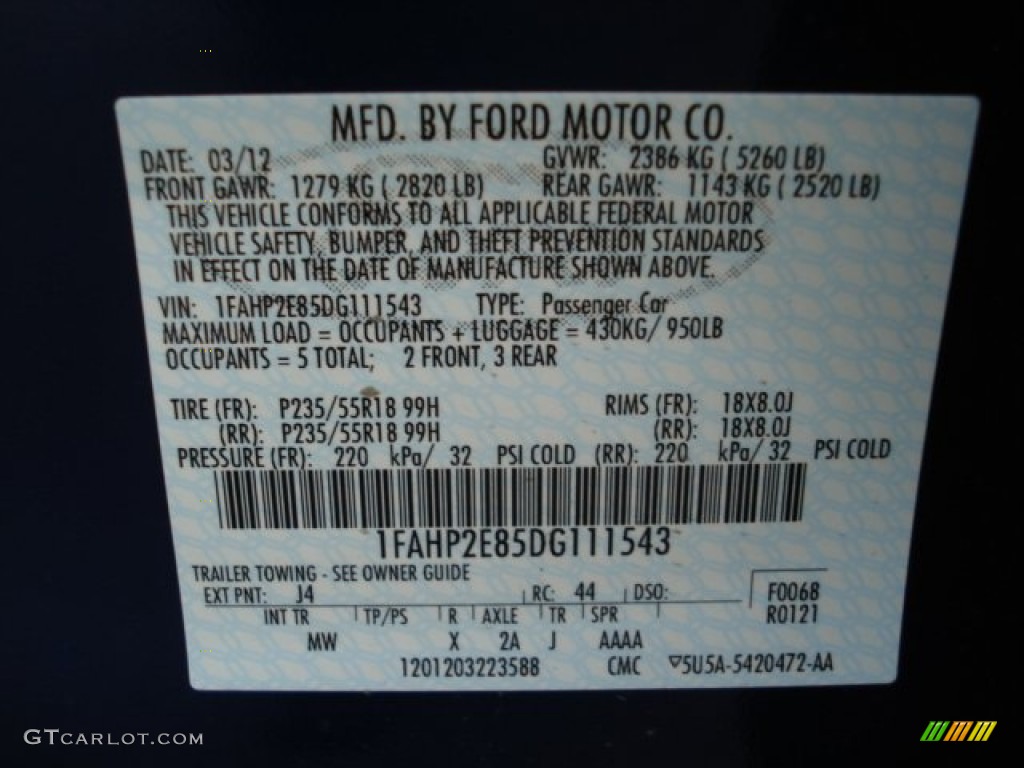 MFD. BY FORD MOTOR CO.
DATE: 03/12 GVWR: 2386 KG ( 5260 LB)
FRONT GAWR: 1279 KG ( 2820 LB) REAR GAWR: 1143 KG ( 2520 LB)
THIS VEHICLE CONFORMS TO ALL APPLICABLE FEDERAL MOTOR
VEHICLE SAFETY, BUMPER, AND THEFT PREVENTION STANDARDS
IN EFFECT ON THE DATE OF MANUFACTURE SHOWN ABOVE.
VIN: 1FAHP2E85DG111543 TYPE: Passenger Car
MAXIMUM LOAD = OCCUPANTS + LUGGAGE = 430KG/ 950LB
OCCUPANTS = 5 TOTAL; 2 FRONT, 3 REAR
TIRE (FR): P235/55R18 99H RIMS (FR): 18X8.0J
(RR): P235/55R18 99H (RR): 18X8.0J
PRESSURE (FR): 220 kPa/ 32 PSI COLD (RR): 220 kPa/ 32 PSI COLD
1FAHP2E85DG111543
TRAILER TOWING - SEE OWNER GUIDE
EXT PNT: J4 RC: 44 DSO: F0068
INT TR TP/PS R AXLE TR SPR R0121
MW X 2A J AAAA
1201203223588 CMC 5U5A-5420472-AA
GTCARLOT.COM